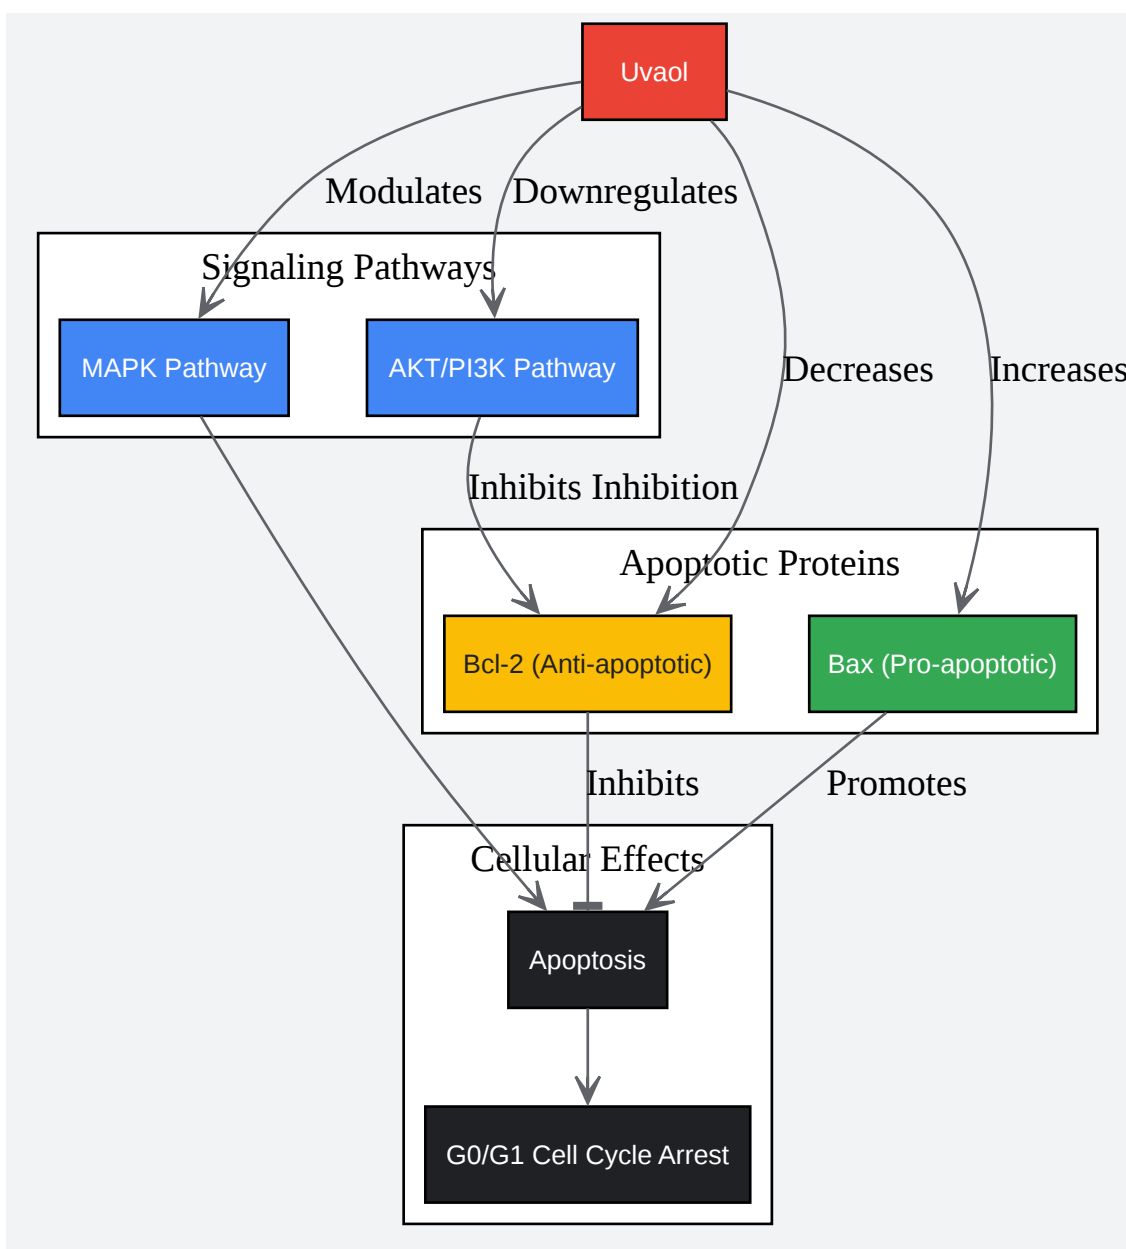 Uvaol
Modulates
Downregulates
Signaling Pathways
MAPK Pathway
AKT/PI3K Pathway
Decreases
Increases
Inhibits Inhibition
Apoptotic Proteins
Bcl-2 (Anti-apoptotic)
Bax (Pro-apoptotic)
Inhibits
Promotes
Cellular Effects
Apoptosis
G0/G1 Cell Cycle Arrest